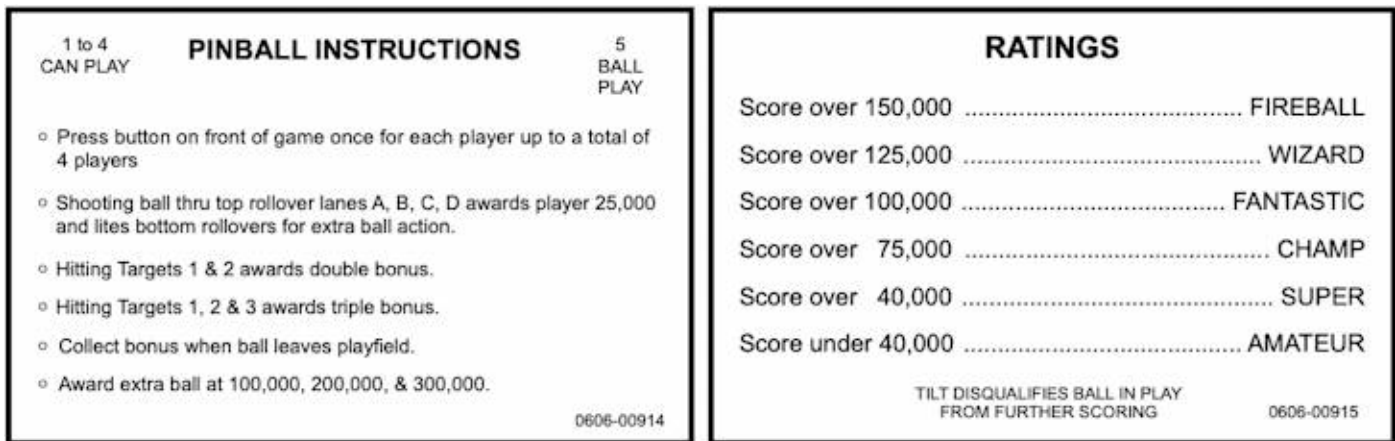 1 to 4
CAN PLAY
PINBALL INSTRUCTIONS
5
BALL
PLAY
○ Press button on front of game once for each player up to a total of
4 players
○ Shooting ball thru top rollover lanes A, B, C, D awards player 25,000
and lites bottom rollovers for extra ball action.
○ Hitting Targets 1 & 2 awards double bonus.
○ Hitting Targets 1, 2 & 3 awards triple bonus.
○ Collect bonus when ball leaves playfield.
○ Award extra ball at 100,000, 200,000, & 300,000.
0606-00914
RATINGS
Score over 150,000 ........................................ FIREBALL
Score over 125,000 ........................................... WIZARD
Score over 100,000 ...................................... FANTASTIC
Score over 75,000 ............................................ CHAMP
Score over 40,000 ............................................. SUPER
Score under 40,000 ........................................ AMATEUR
TILT DISQUALIFIES BALL IN PLAY
FROM FURTHER SCORING
0606-00915